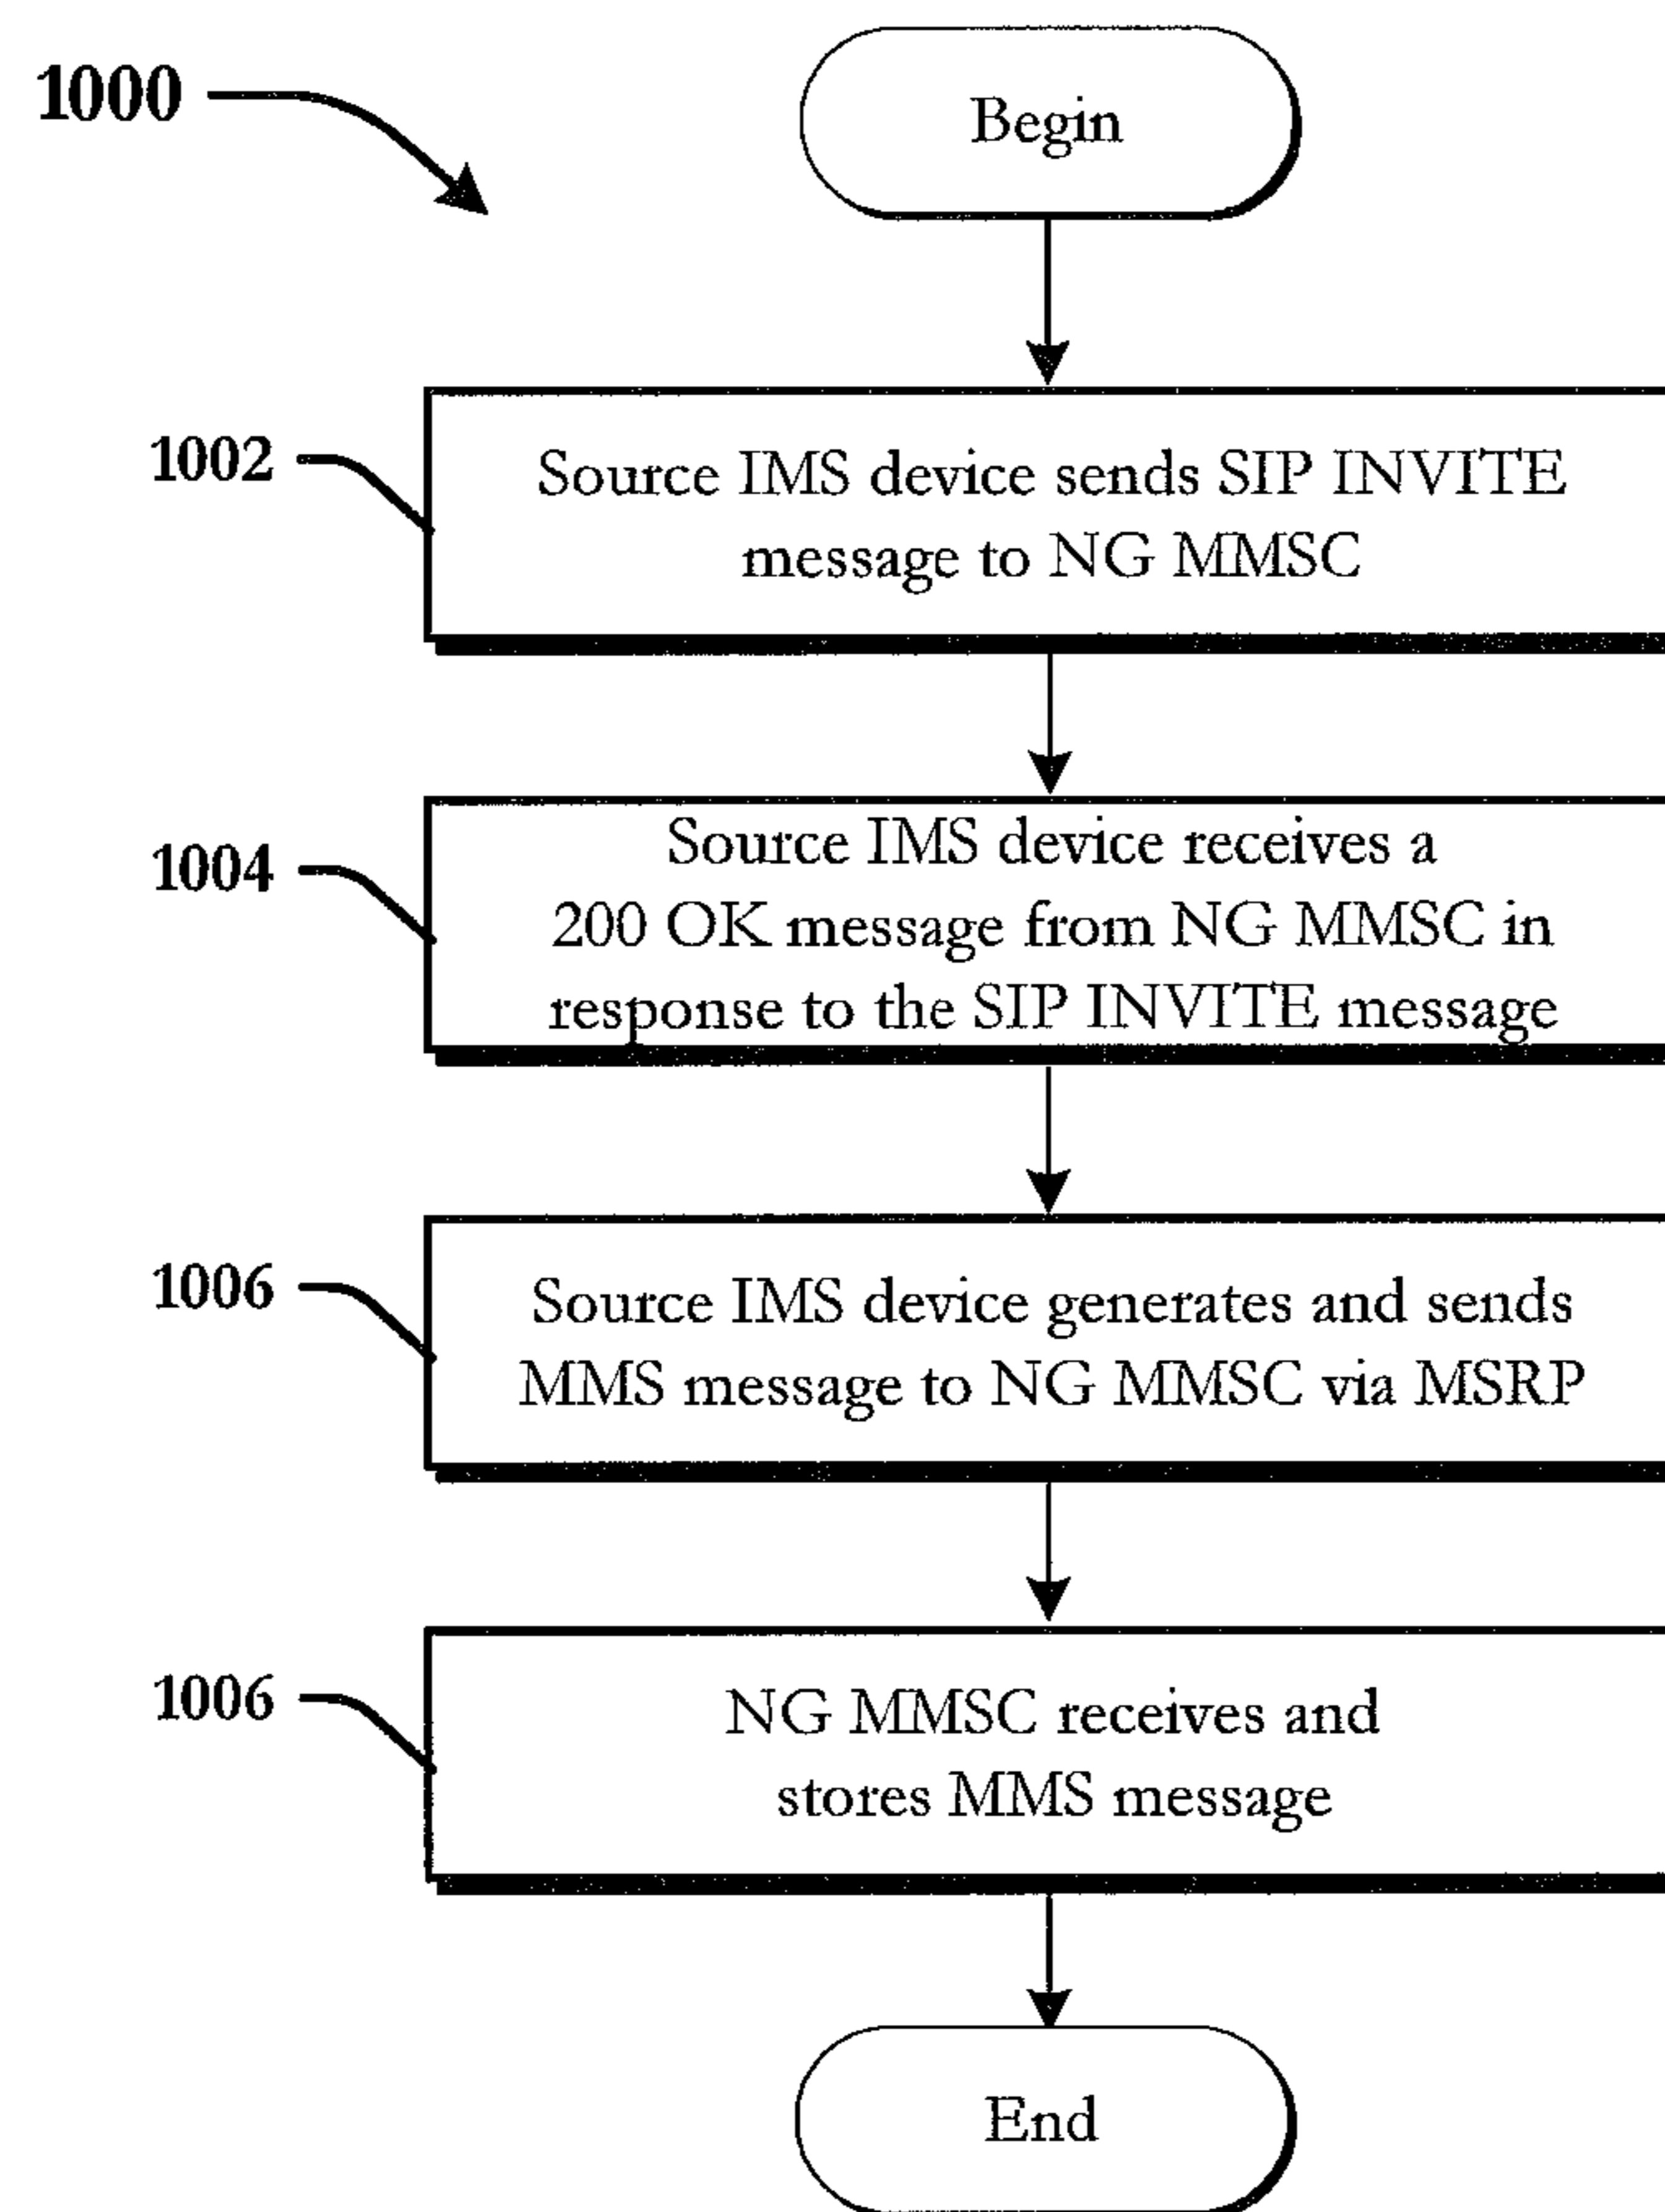 1000
Begin
1002
Source IMS device sends SIP INVITE
message to NG MMSC
1004
Source IMS device receives a
200 OK message from NG MMSC in
response to the SIP INVITE message
1006
Source IMS device generates and sends
MMS message to NG MMSC via MSRP
1006
NG MMSC receives and
stores MMS message
End